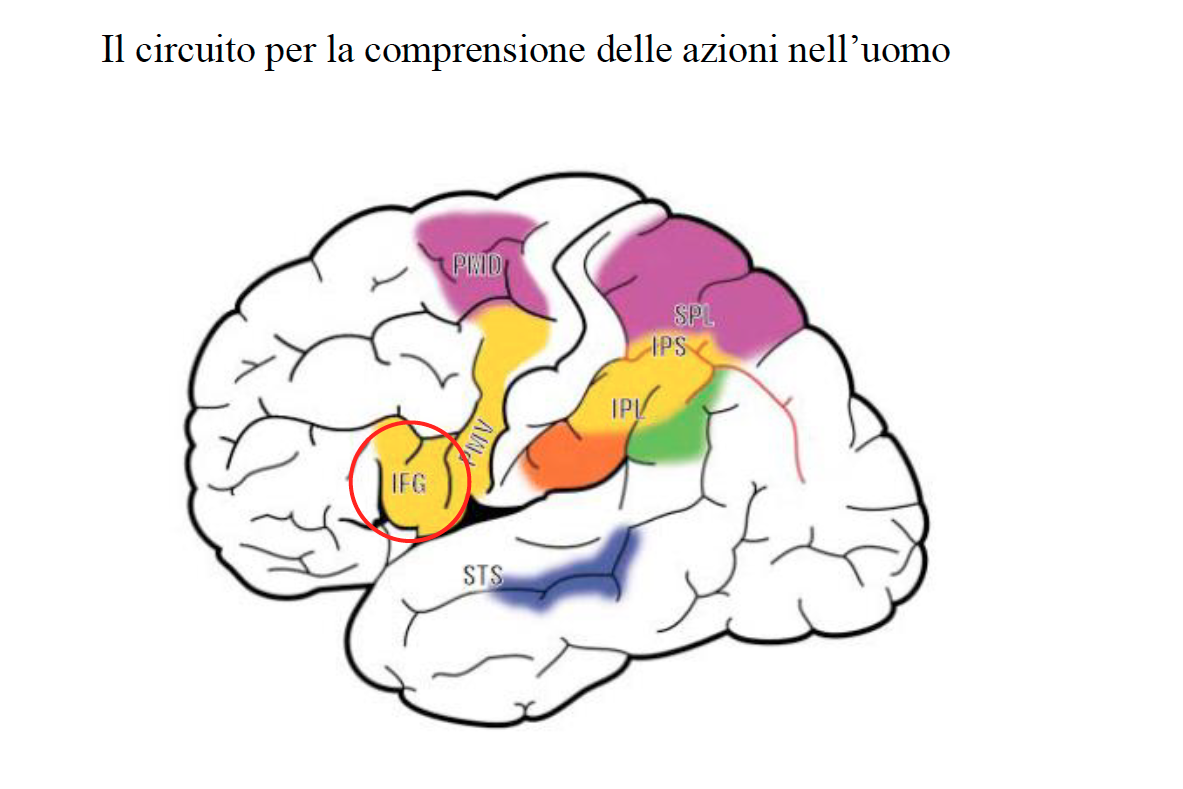 Il circuito per la comprensione delle azioni nell’uomo
PMD
SPL
IPS
IPL
PMV
IFG
STS